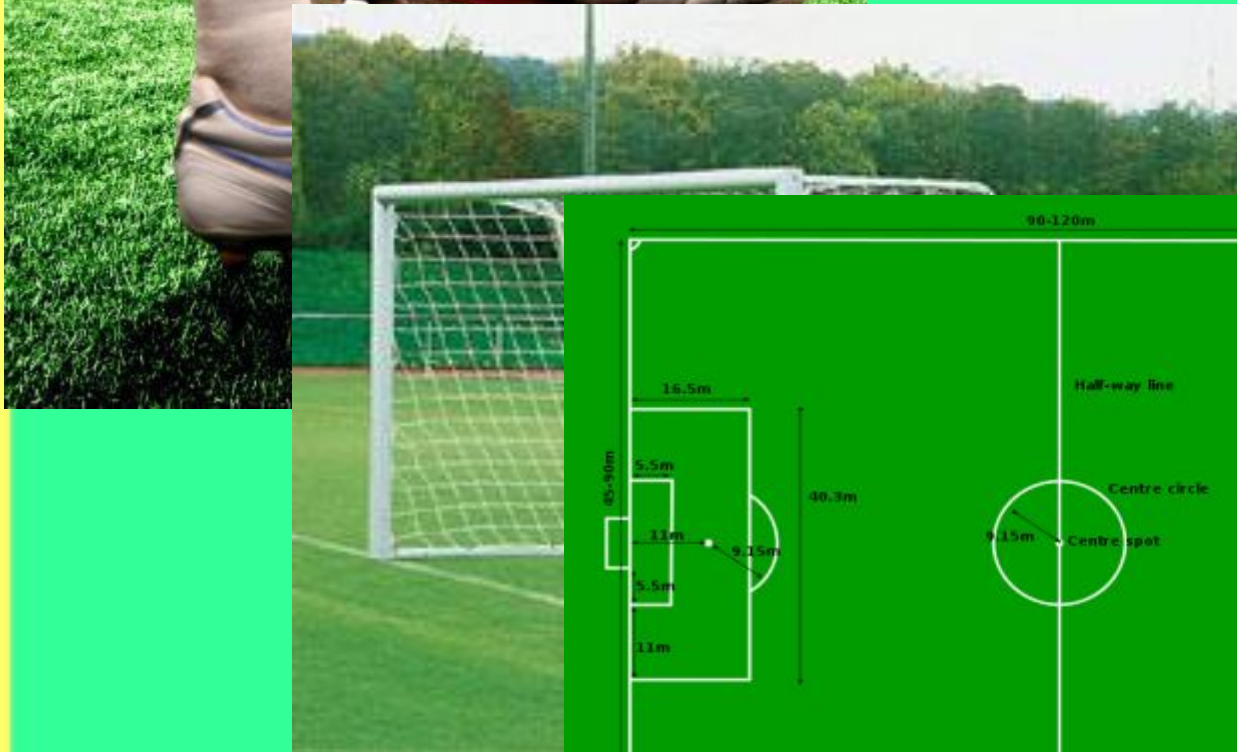 90-120m
Half-way line
16.5m
45-90m
5.5m
40.3m
Centre circle
11m
9.15m
9.15m
Centre spot
5.5m
11m